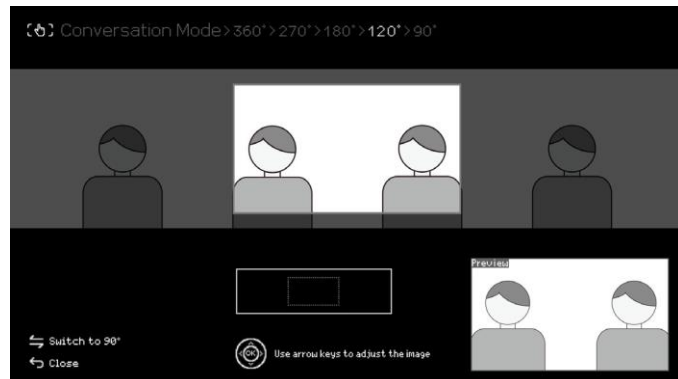 Conversation Mode>360°>270°>180°>120°>90°
Preview
Switch to 90°
OK
Use arrow keys to adjust the image
Close